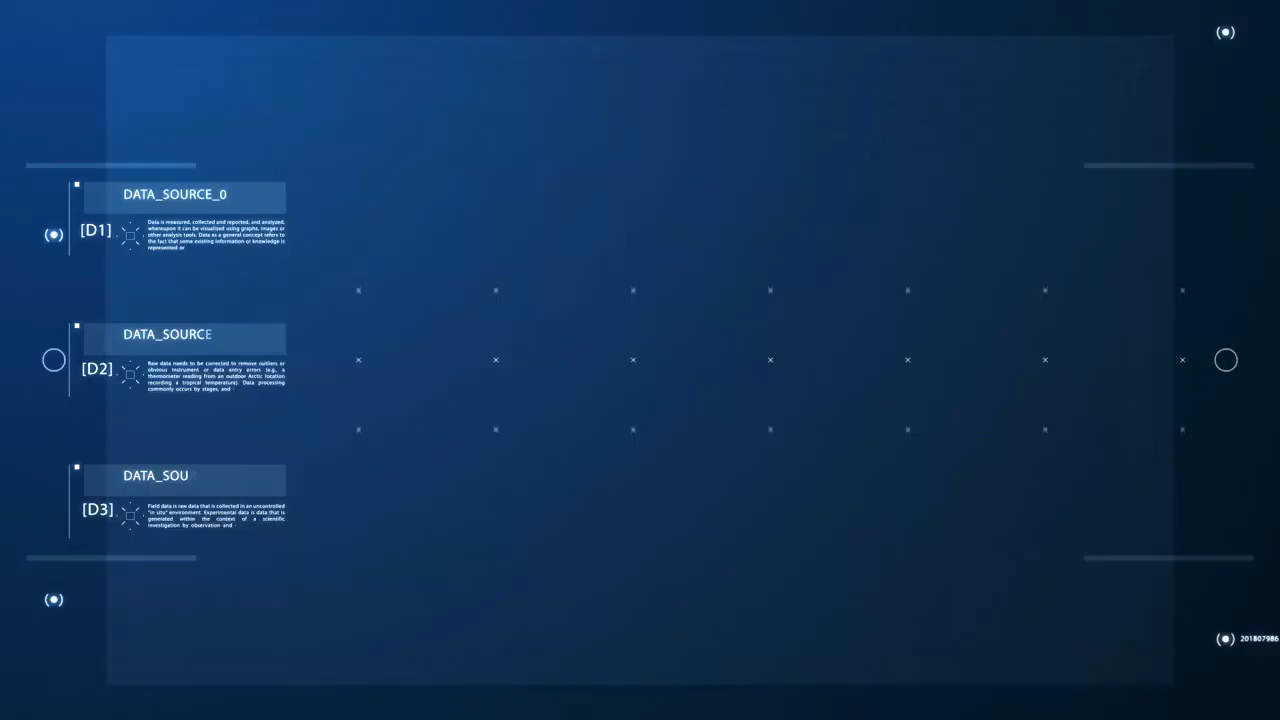 DATA_SOURCE_0
[D1]
Data is measured, collected and reported, and analyzed,
whereupon it can be visualized using graphs, images or
other analysis tools. Data as a general concept refers to
the fact that some existing information or knowledge is
represented or
DATA_SOURCE
[D2]
Raw data needs to be corrected to remove outliers or
obvious instrument or data entry errors (e.g., a
thermometer reading from an outdoor Arctic location
recording a tropical temperature). Data processing
commonly occurs by stages, and
DATA_SOU
[D3]
Field data is raw data that is collected in an uncontrolled
"in situ" environment. Experimental data is data that is
generated within the context of a scientific
investigation by observation and
201807986